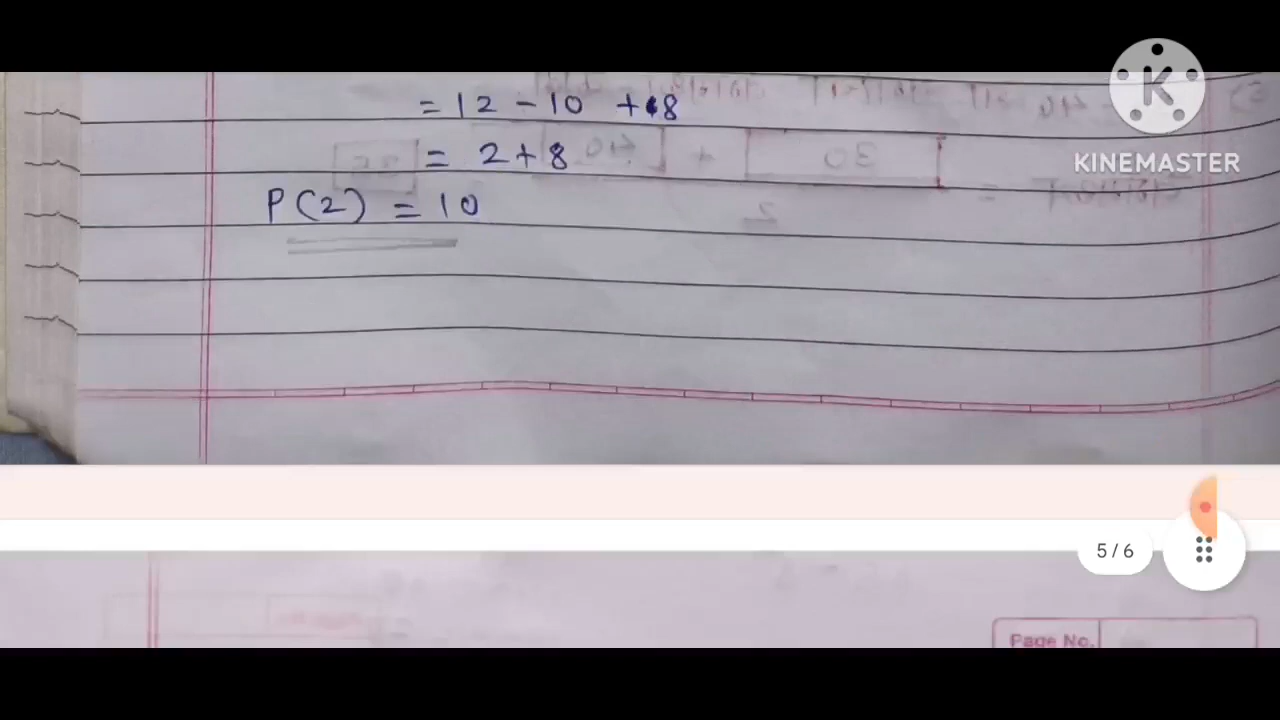 = 12 - 10 + 8
KINEMASTER
= 2 + 8
P(2) = 10
5 / 6
Page No.